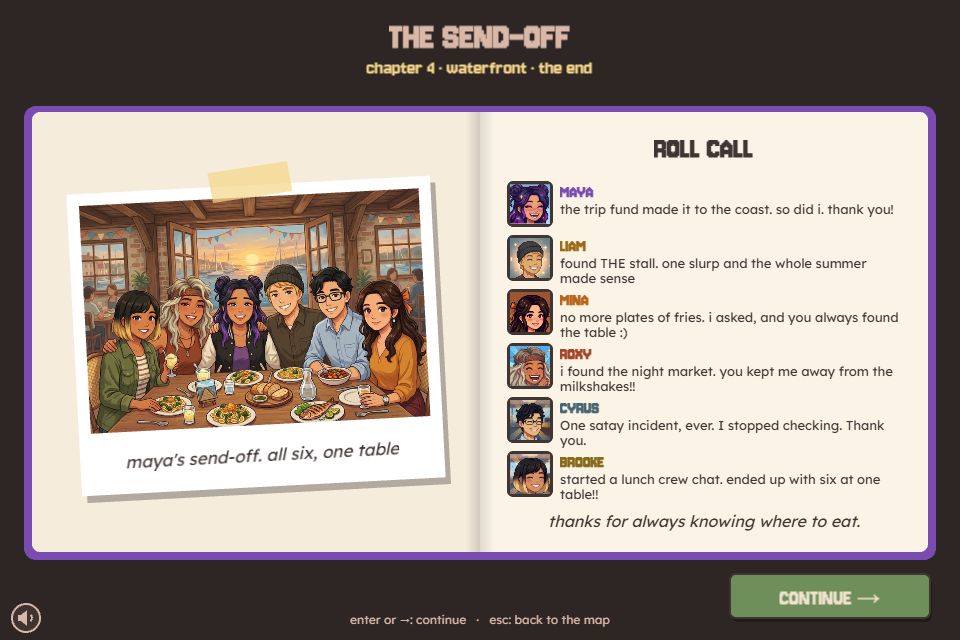 THE SEND-OFF
chapter 4 · waterfront · the end
maya's send-off. all six, one table
ROLL CALL
MAYA
the trip fund made it to the coast. so did i. thank you!
LIAM
found THE stall. one slurp and the whole summer
made sense
MINA
no more plates of fries. i asked, and you always found
the table :)
ROXY
i found the night market. you kept me away from the
milkshakes!!
CYRUS
One satay incident, ever. I stopped checking. Thank
you.
BROOKE
started a lunch crew chat. ended up with six at one
table!!
thanks for always knowing where to eat.
CONTINUE →
enter or →: continue · esc: back to the map